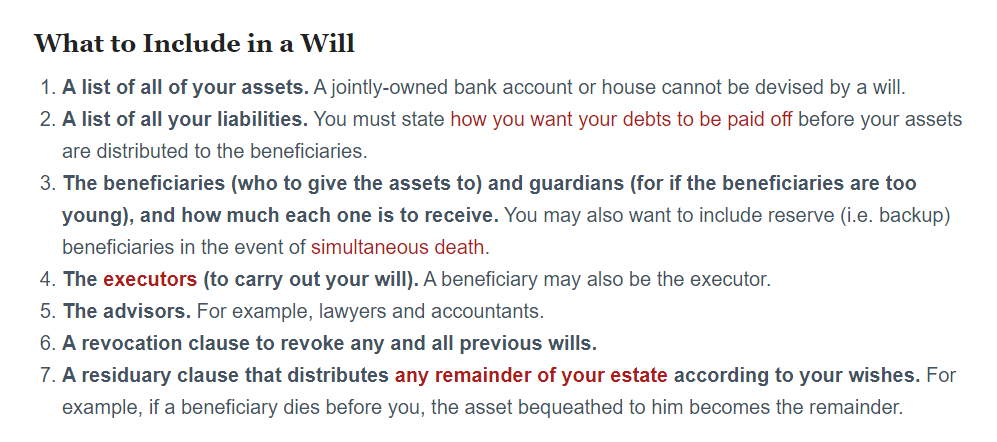 What to Include in a Will
1. A list of all of your assets. A jointly-owned bank account or house cannot be devised by a will.
2. A list of all your liabilities. You must state how you want your debts to be paid off before your assets
are distributed to the beneficiaries.
3. The beneficiaries (who to give the assets to) and guardians (for if the beneficiaries are too
young), and how much each one is to receive. You may also want to include reserve (i.e. backup)
beneficiaries in the event of simultaneous death.
4. The executors (to carry out your will). A beneficiary may also be the executor.
5. The advisors. For example, lawyers and accountants.
6. A revocation clause to revoke any and all previous wills.
7. A residuary clause that distributes any remainder of your estate according to your wishes. For
example, if a beneficiary dies before you, the asset bequeathed to him becomes the remainder.